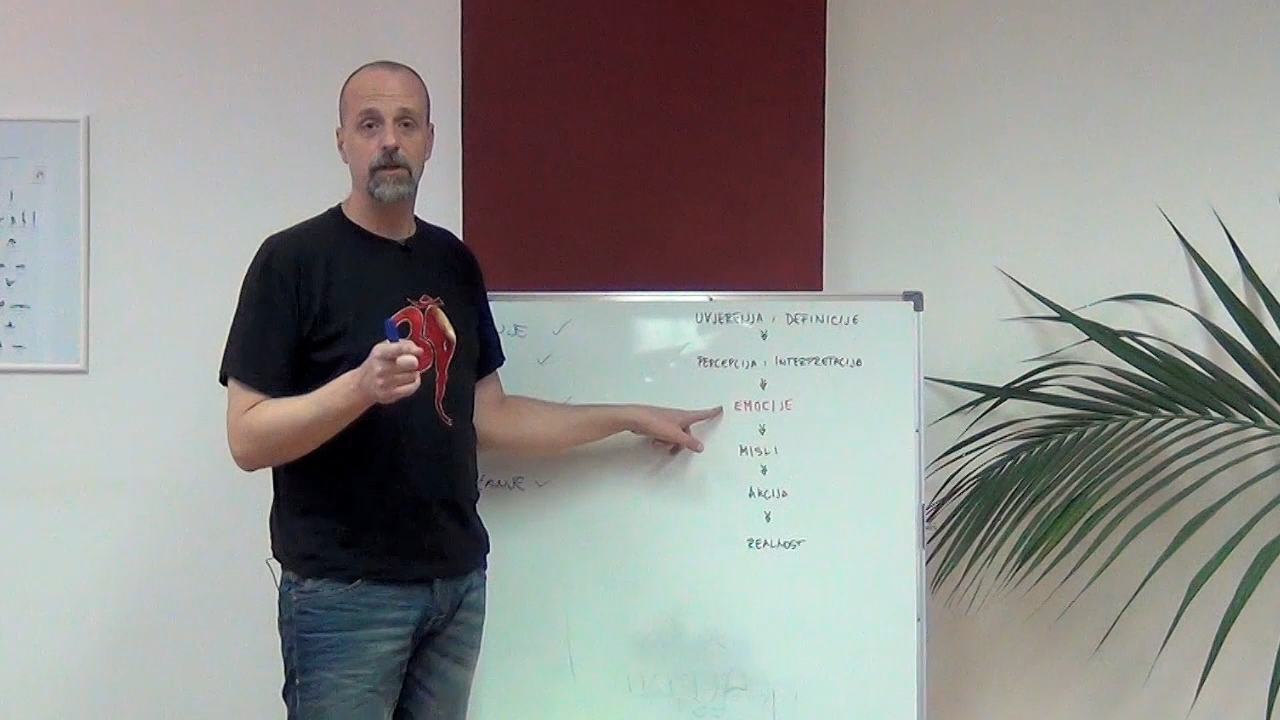 UVJERENJA I DEFINICIJE
PERCEPCIJA I INTERPRETACIJA
EMOCIJE
MISLI
AKCIJA
REALNOST